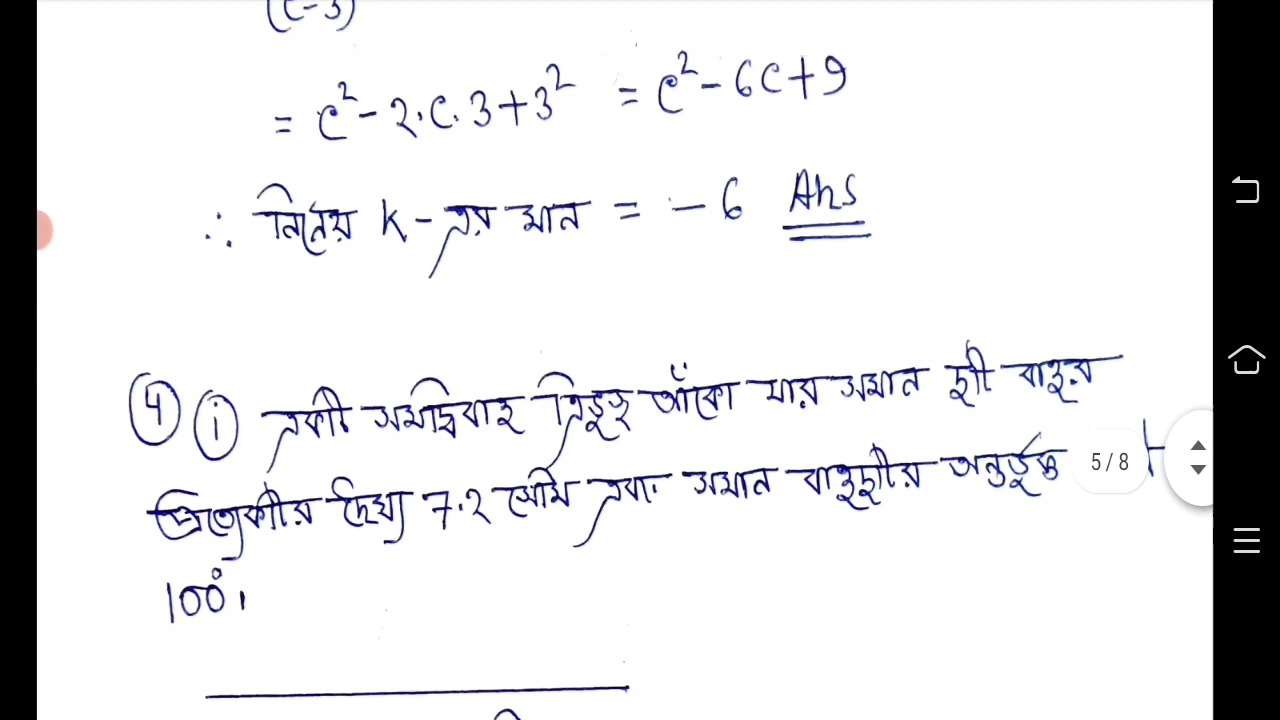 (c-3)
= c² - 2·c·3 + 3² = c² - 6c + 9
∴ নির্ণেয় k-এর মান = -6 Ans
4 i একটি সমদ্বিবাহু ত্রিভুজ আঁকো যার সমান দুটি বাহুর
প্রত্যেকটির দৈর্ঘ্য 7.2 সেমি এবং সমান বাহুদুটির অন্তর্ভূক্ত
100°।
5/8